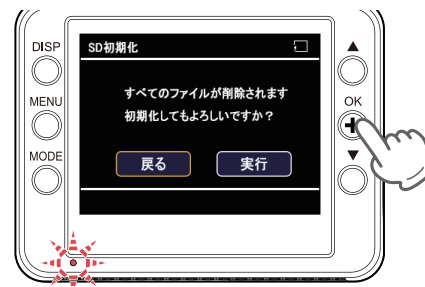 DISP
MENU
MODE
SD初期化
すべてのファイルが削除されます
初期化してもよろしいですか？
戻る
実行
▲
OK
▼